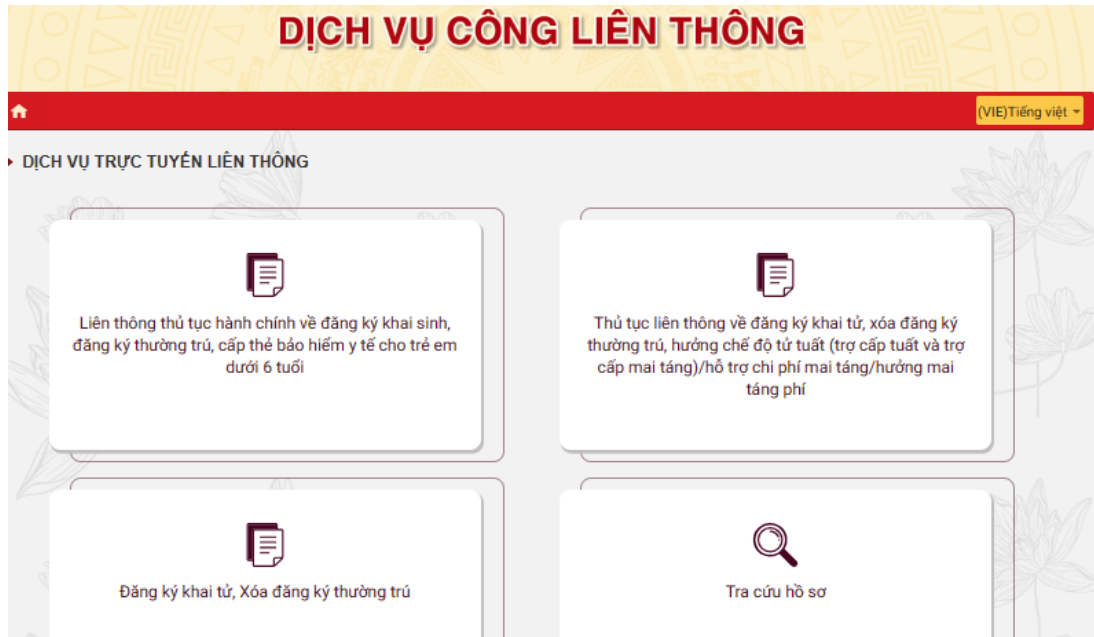 DỊCH VỤ CÔNG LIÊN THÔNG
(VIE)Tiếng việt
DỊCH VỤ TRỰC TUYẾN LIÊN THÔNG
Liên thông thủ tục hành chính về đăng ký khai sinh,
đăng ký thường trú, cấp thẻ bảo hiểm y tế cho trẻ em
dưới 6 tuổi
Thủ tục liên thông về đăng ký khai tử, xóa đăng ký
thường trú, hưởng chế độ tử tuất (trợ cấp tuất và trợ
cấp mai táng)/hỗ trợ chi phí mai táng/hưởng mai
táng phí
Đăng ký khai tử, Xóa đăng ký thường trú
Tra cứu hồ sơ